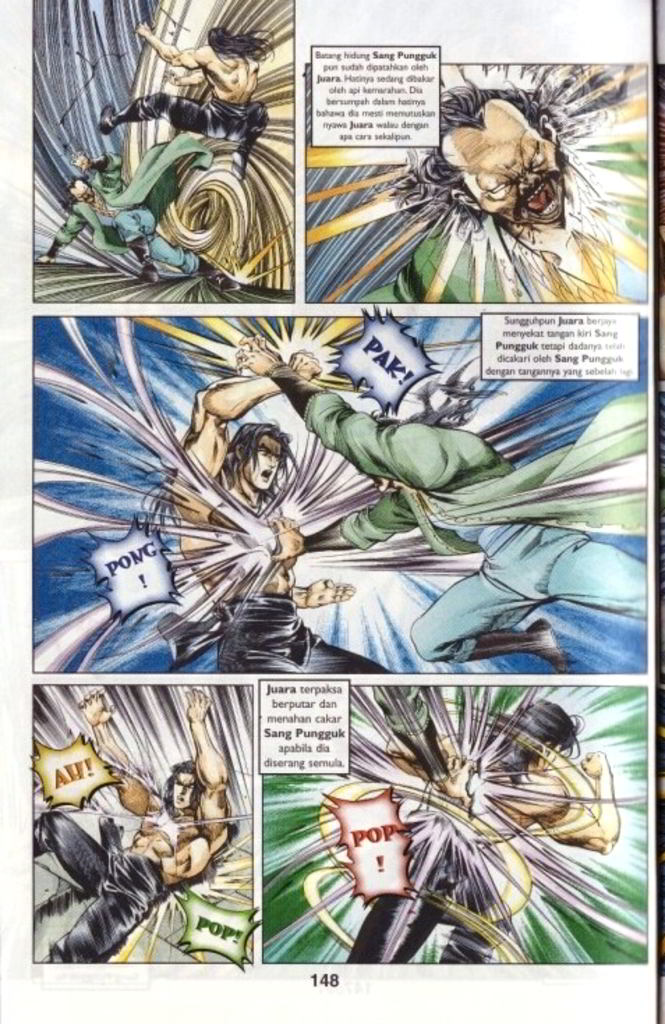 Batang hidung Sang Pungguk
pun sudah dipatahkan oleh
Juara. Hatinya sedang dibakar
oleh api kemarahan. Dia
bersumpah dalam hatinya
bahawa dia mesti memutuskan
nyawa Juara walau dengan
apa cara sekalipun.
Sungguhpun Juara berjaya
menyekat tangan kiri Sang
Pungguk tetapi dadanya telah
dicakari oleh Sang Pungguk
dengan tangannya yang sebelah lagi.
PAK!
PONG
!
AH!
POP!
Juara terpaksa
berputar dan
menahan cakar
Sang Pungguk
apabila dia
diserang semula.
POP
!
148